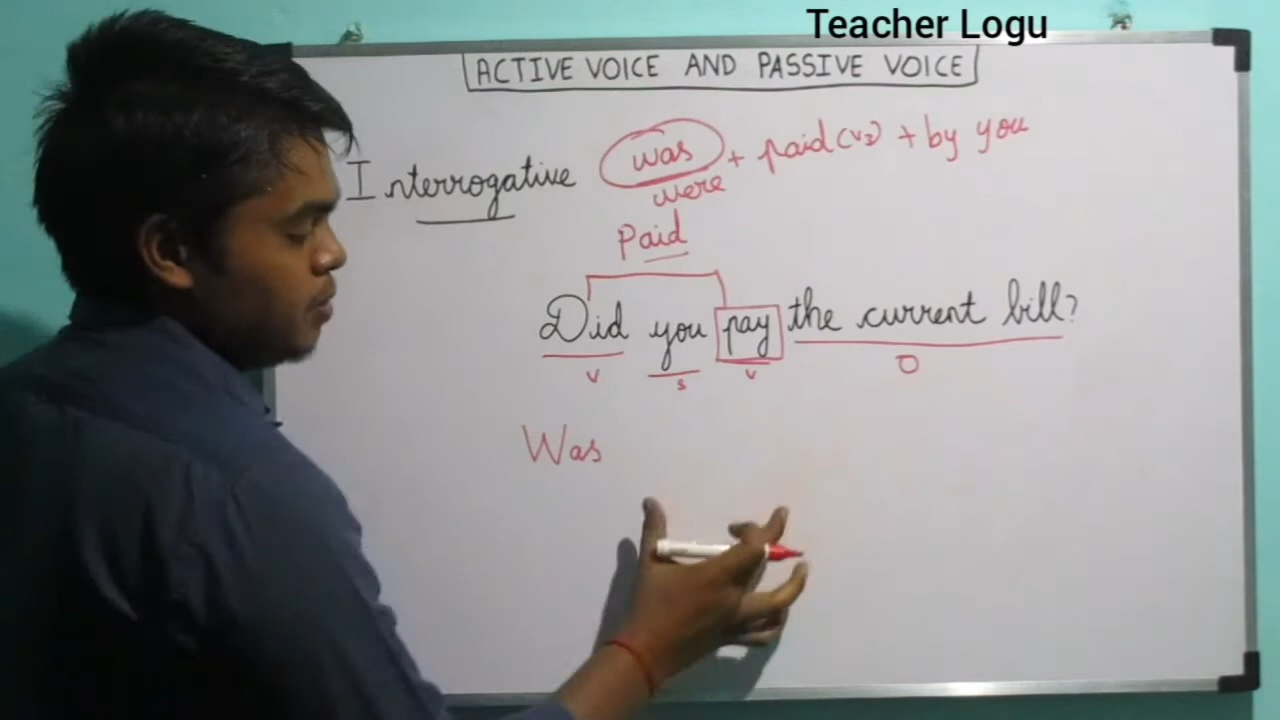 Teacher Logu
ACTIVE VOICE AND PASSIVE VOICE
Interrogative was + paid (V3) + by you
were
Paid
Did you pay the current bill?
v s v O
Was